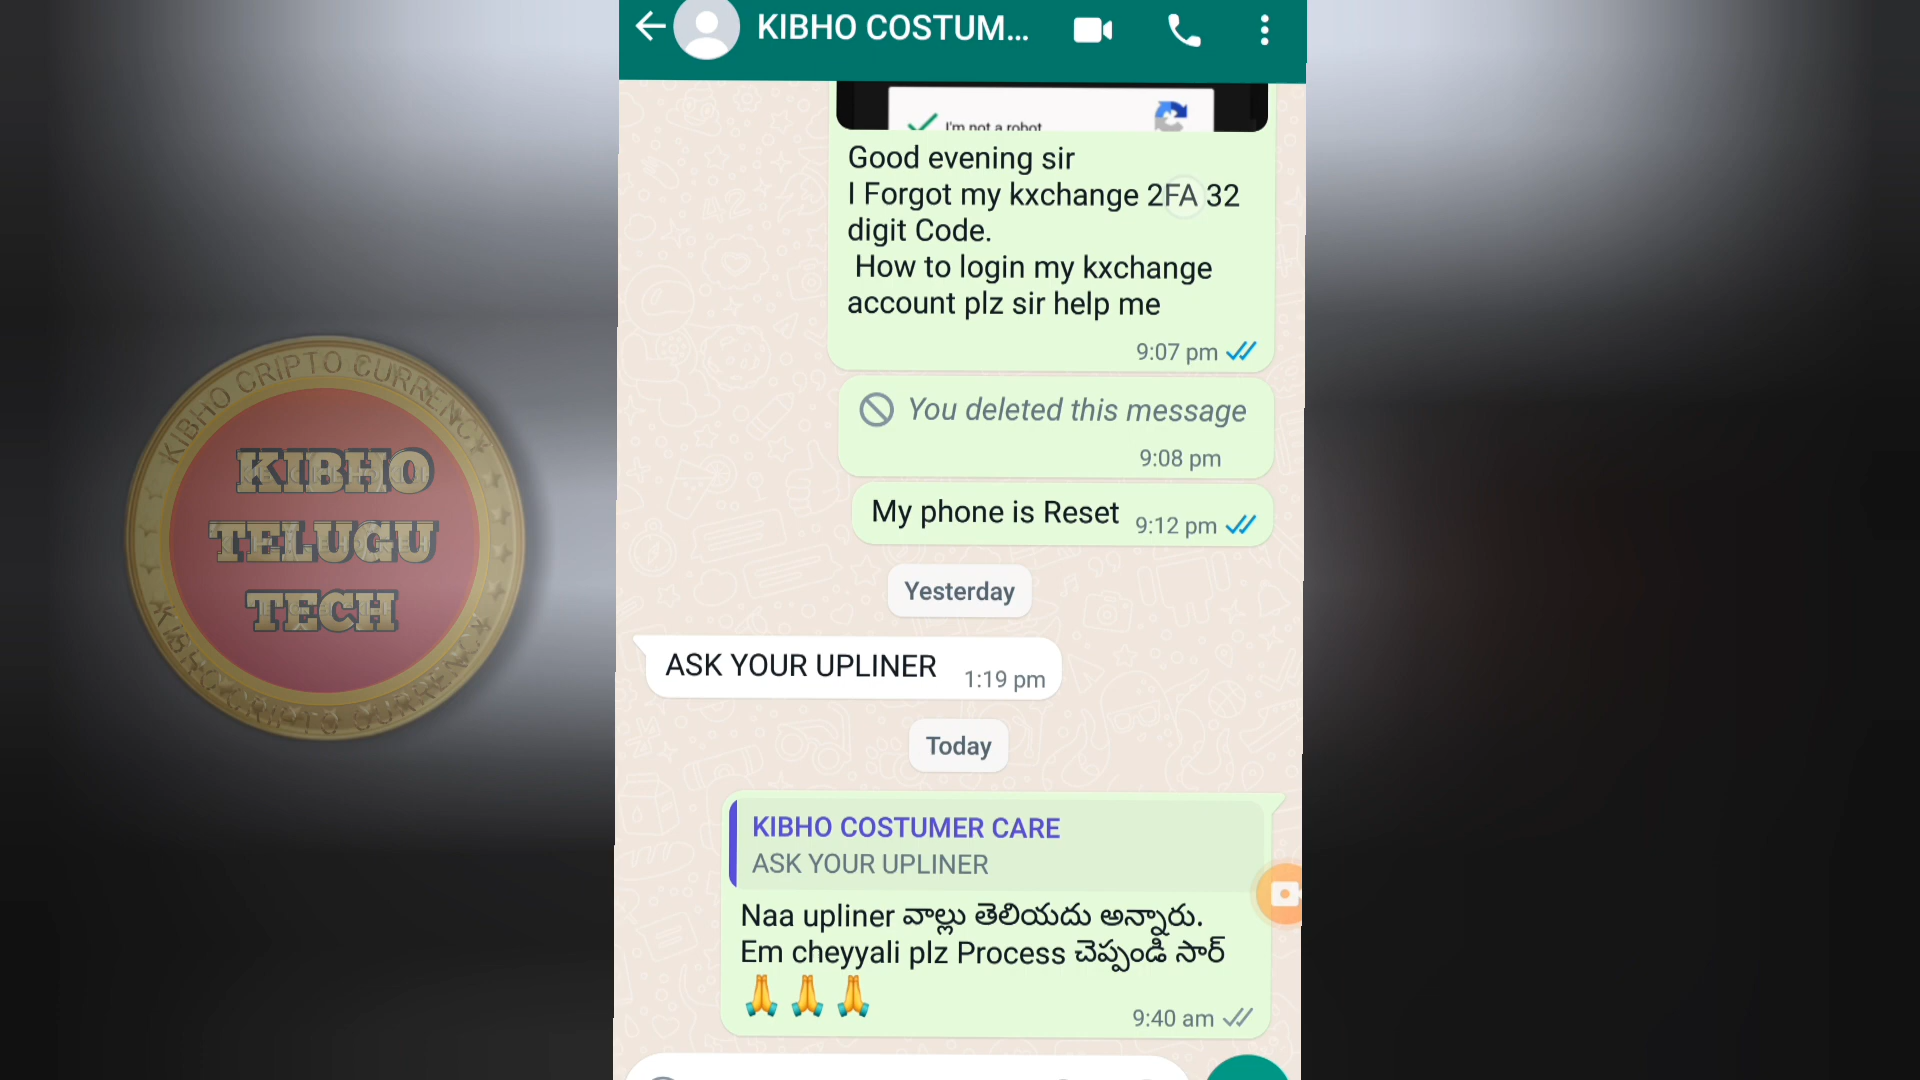 KIBHO COSTUM...
I'm not a robot
Good evening sir
I Forgot my kxchange 2FA 32
digit Code.
How to login my kxchange
account plz sir help me
9:07 pm
You deleted this message
9:08 pm
My phone is Reset 9:12 pm
Yesterday
ASK YOUR UPLINER 1:19 pm
Today
KIBHO COSTUMER CARE
ASK YOUR UPLINER
Naa upliner వాల్లు తెలియదు అన్నారు.
Em cheyyali plz Process చెప్పండి సార్
🙏🙏🙏
9:40 am
KIBHO CRIPTO CURRENCY
KIBHO
TELUGU
TECH
KIBHO CRIPTO CURRENCY